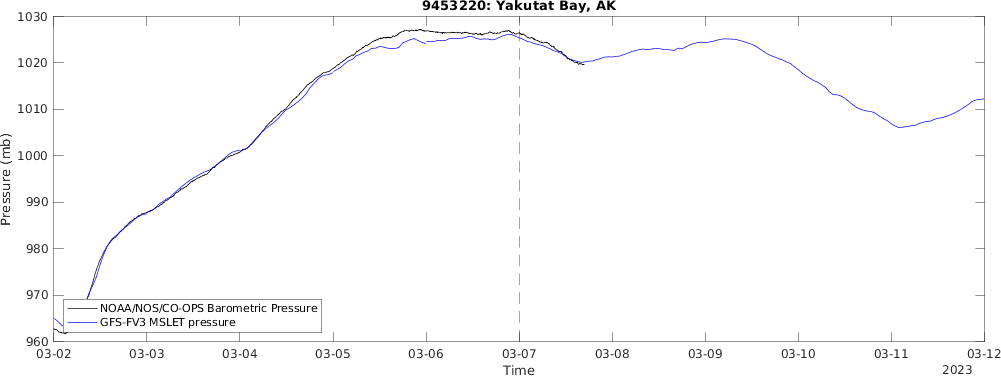 9453220: Yakutat Bay, AK
1030
1020
1010
1000
990
980
970
960
Pressure (mb)
NOAA/NOS/CO-OPS Barometric Pressure
GFS-FV3 MSLET pressure
03-02 03-03 03-04 03-05 03-06 03-07 03-08 03-09 03-10 03-11 03-12
Time
2023